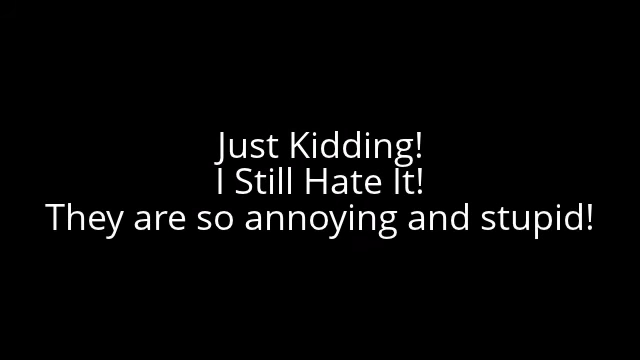 Just Kidding!
I Still Hate It!
They are so annoying and stupid!